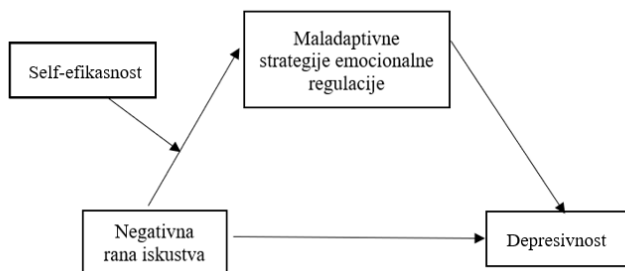 Maladaptivne
strategije emocionalne
regulacije
Self-efikasnost
Negativna
rana iskustva
Depresivnost